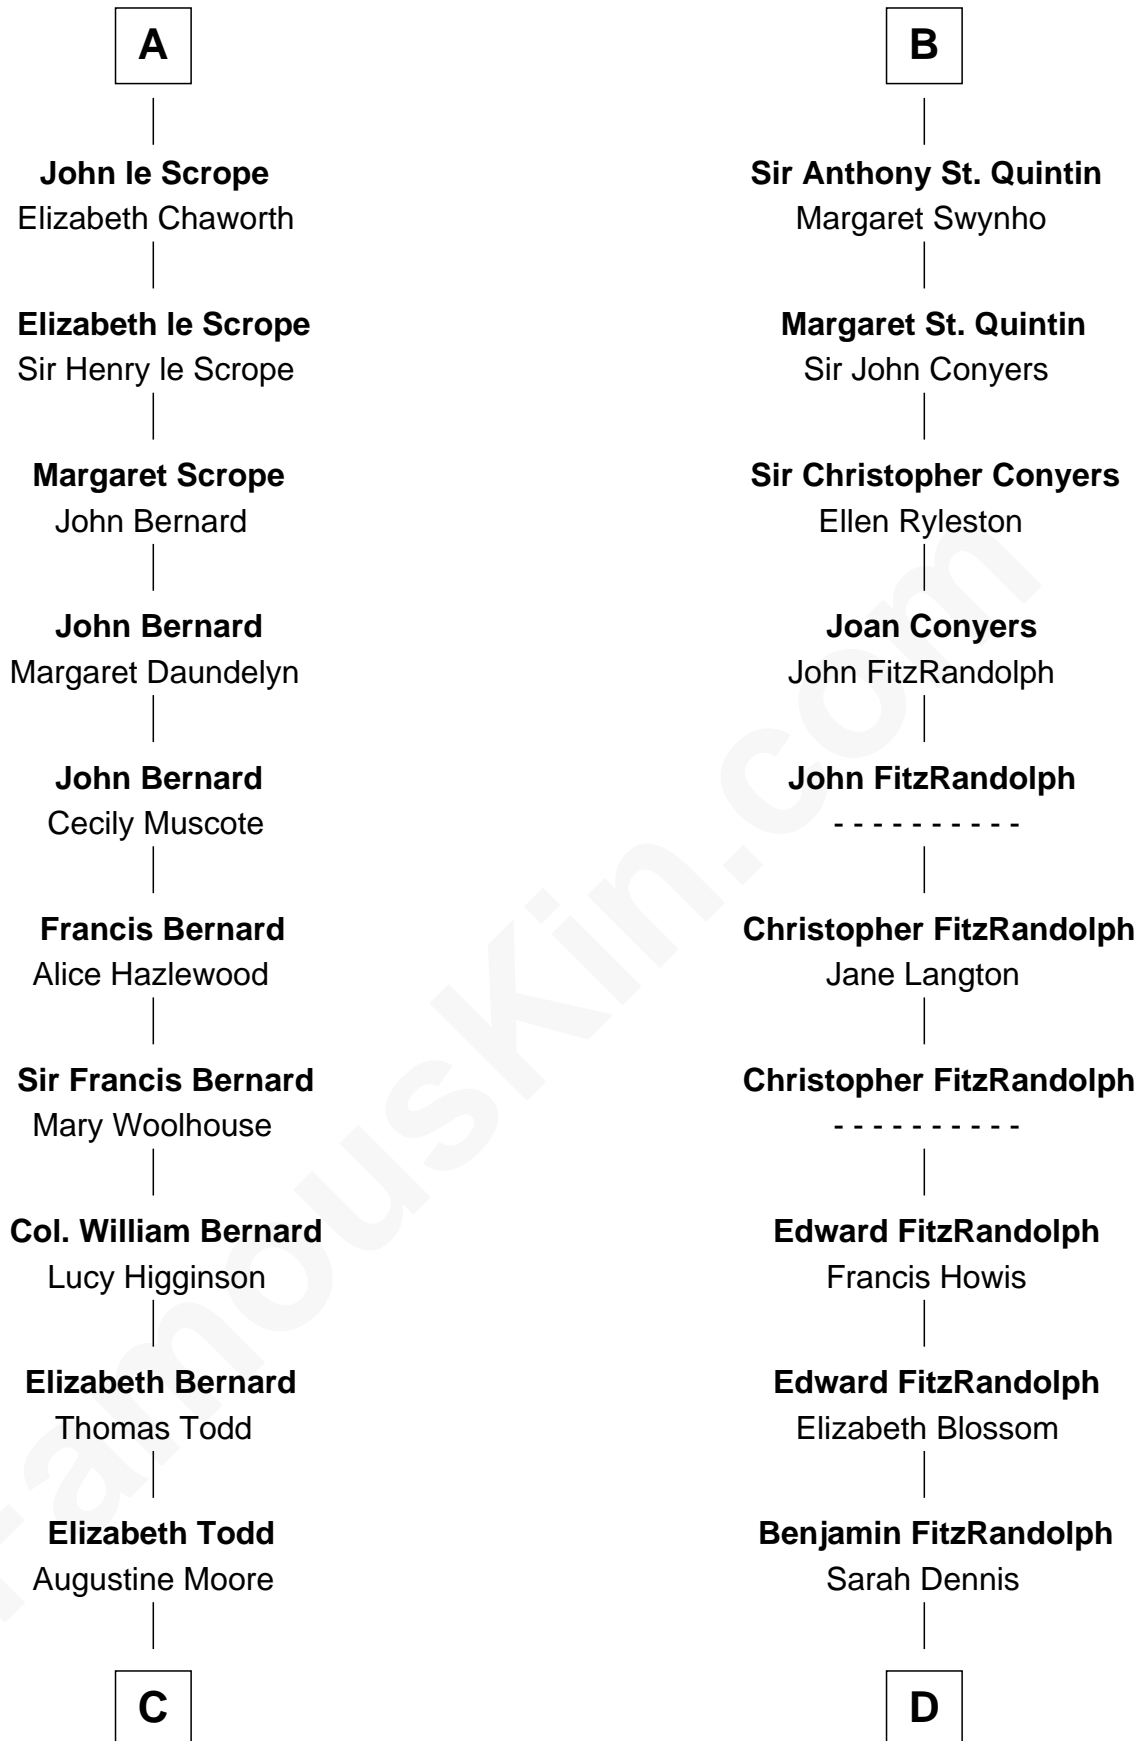 A
John le Scrope
Elizabeth Chaworth
Elizabeth le Scrope
Sir Henry le Scrope
Margaret Scrope
John Bernard
John Bernard
Margaret Daundelyn
John Bernard
Cecily Muscote
Francis Bernard
Alice Hazlewood
Sir Francis Bernard
Mary Woolhouse
Col. William Bernard
Lucy Higginson
Elizabeth Bernard
Thomas Todd
Elizabeth Todd
Augustine Moore
C
B
Sir Anthony St. Quintin
Margaret Swynho
Margaret St. Quintin
Sir John Conyers
Sir Christopher Conyers
Ellen Ryleston
Joan Conyers
John FitzRandolph
John FitzRandolph
- - - - - - - - - -
Christopher FitzRandolph
Jane Langton
Christopher FitzRandolph
- - - - - - - - - -
Edward FitzRandolph
Francis Howis
Edward FitzRandolph
Elizabeth Blossom
Benjamin FitzRandolph
Sarah Dennis
D
FamousKin.com